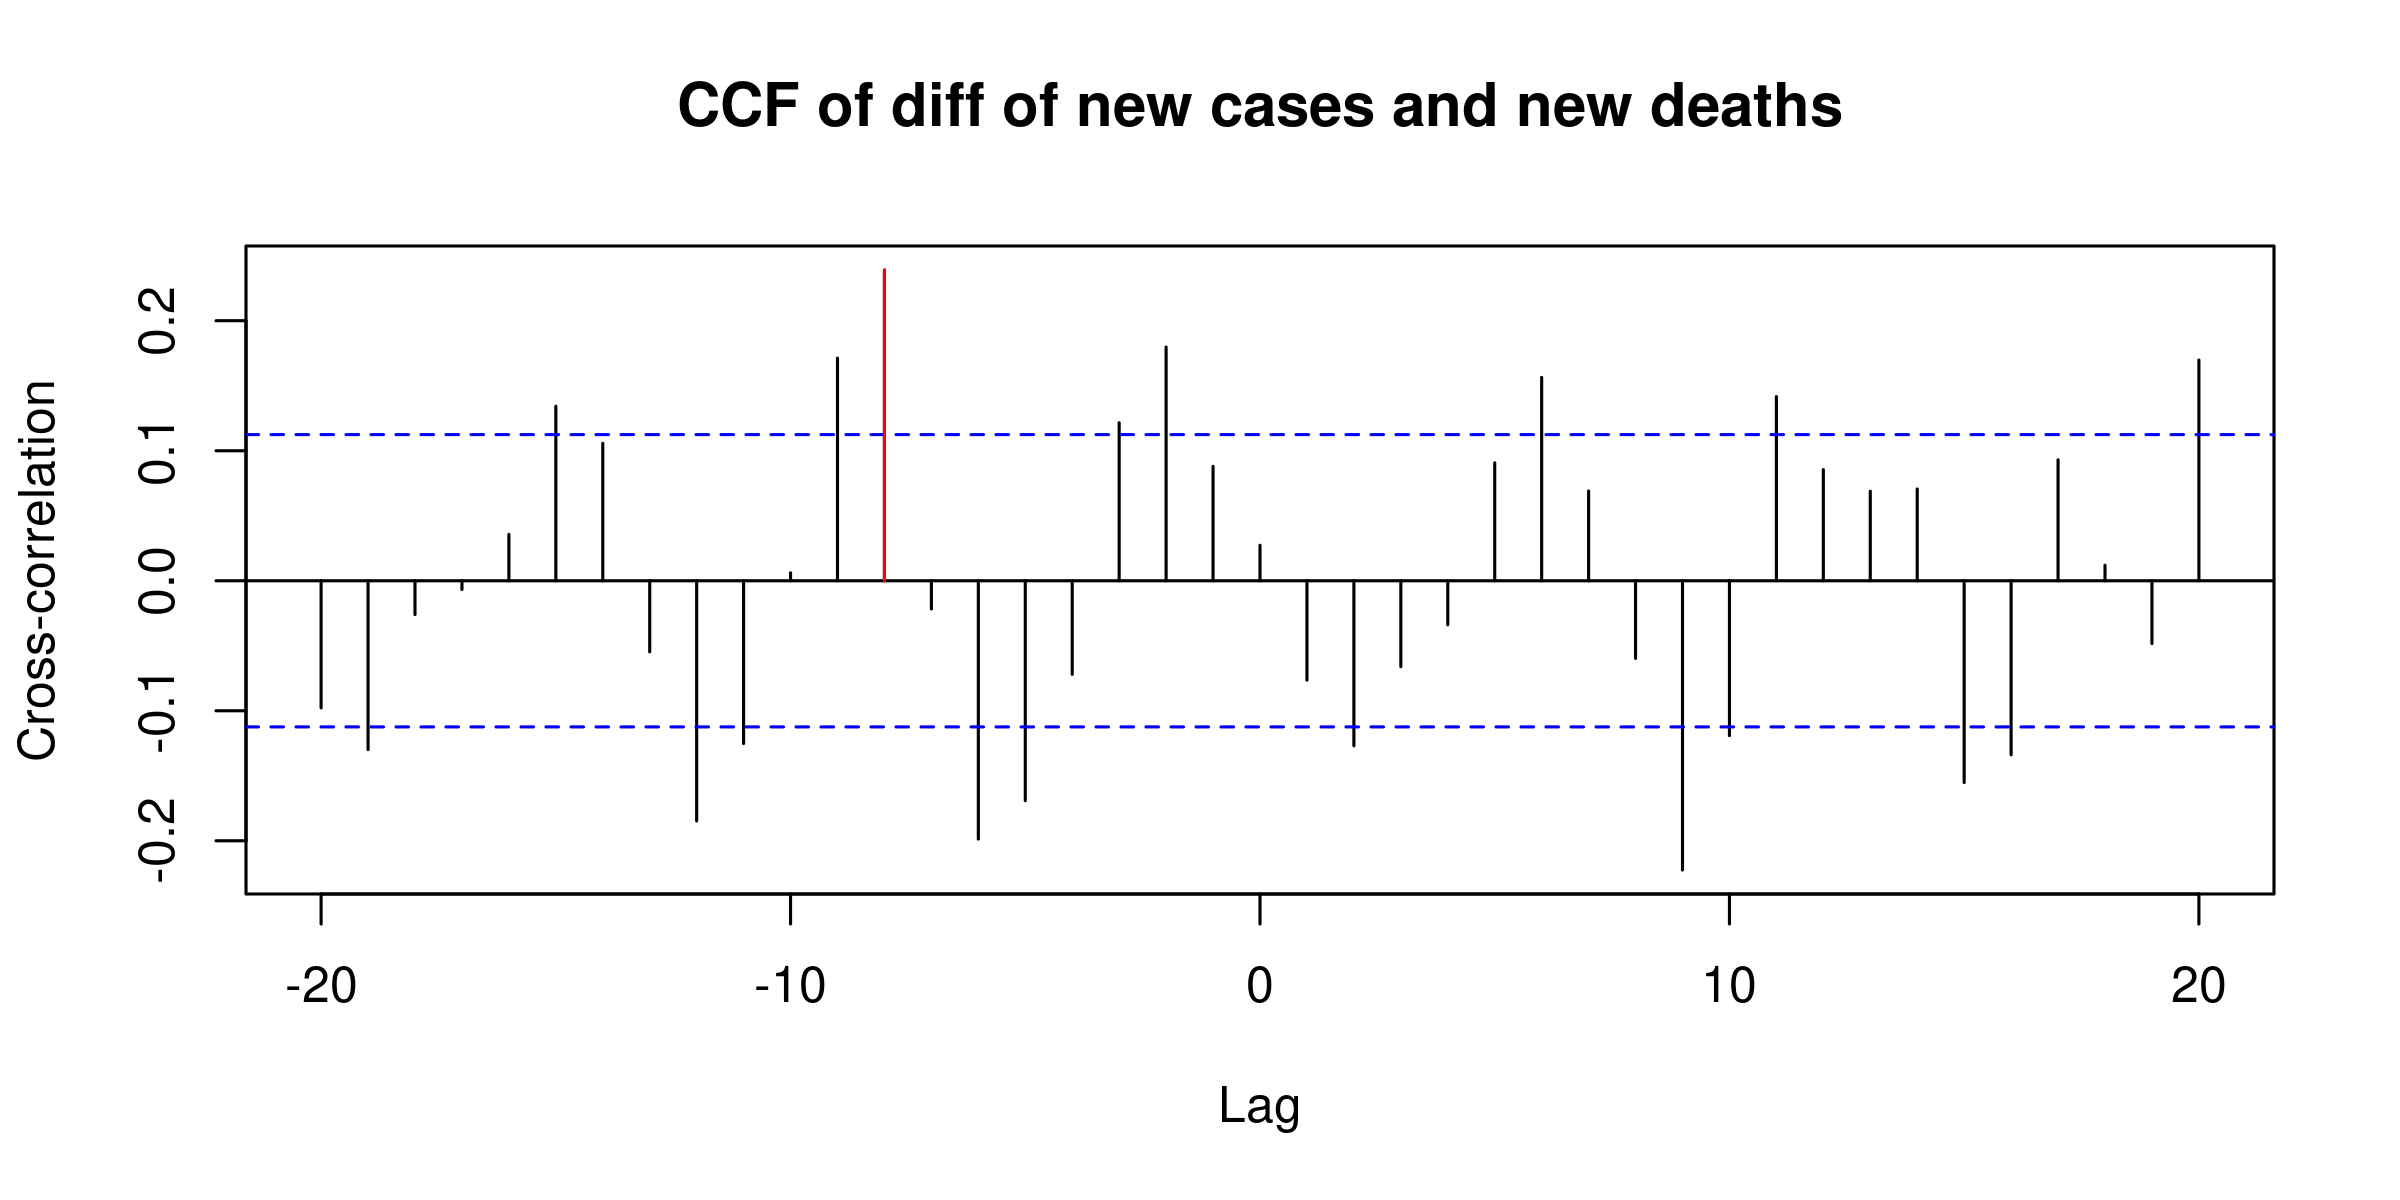 CCF of diff of new cases and new deaths
Cross-correlation
0.2
0.1
0.0
-0.1
-0.2
-20 -10 0 10 20
Lag